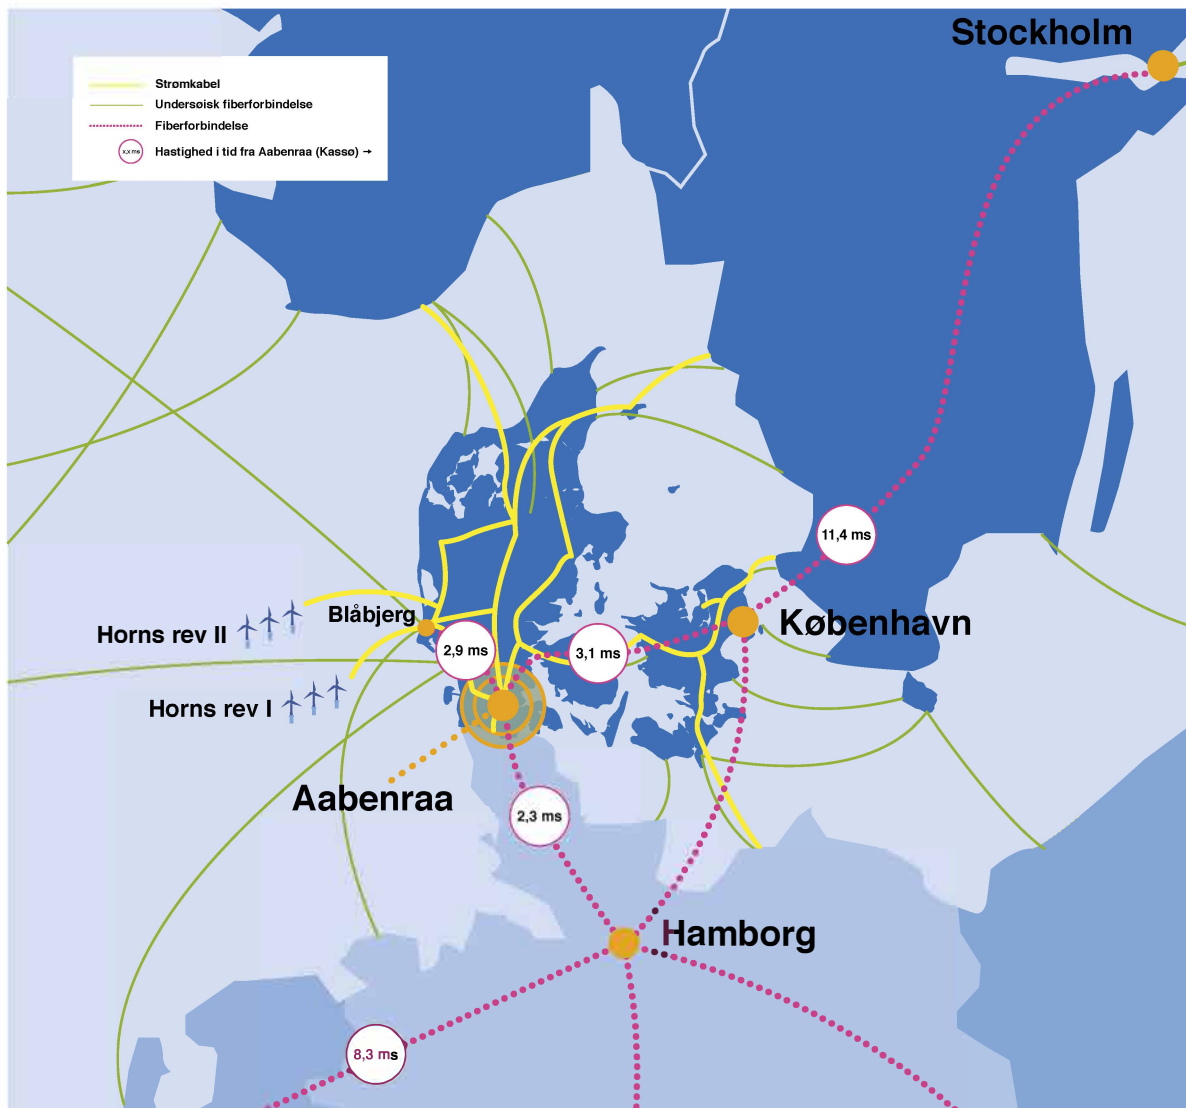 Stockholm
Strømkabel
Undersøisk fiberforbindelse
Fiberforbindelse
x,x ms
Hastighed i tid fra Aabenraa (Kassø) →
11,4 ms
Blåbjerg
Horns rev II
København
2,9 ms
3,1 ms
Horns rev I
Aabenraa
2,3 ms
Hamborg
8,3 ms